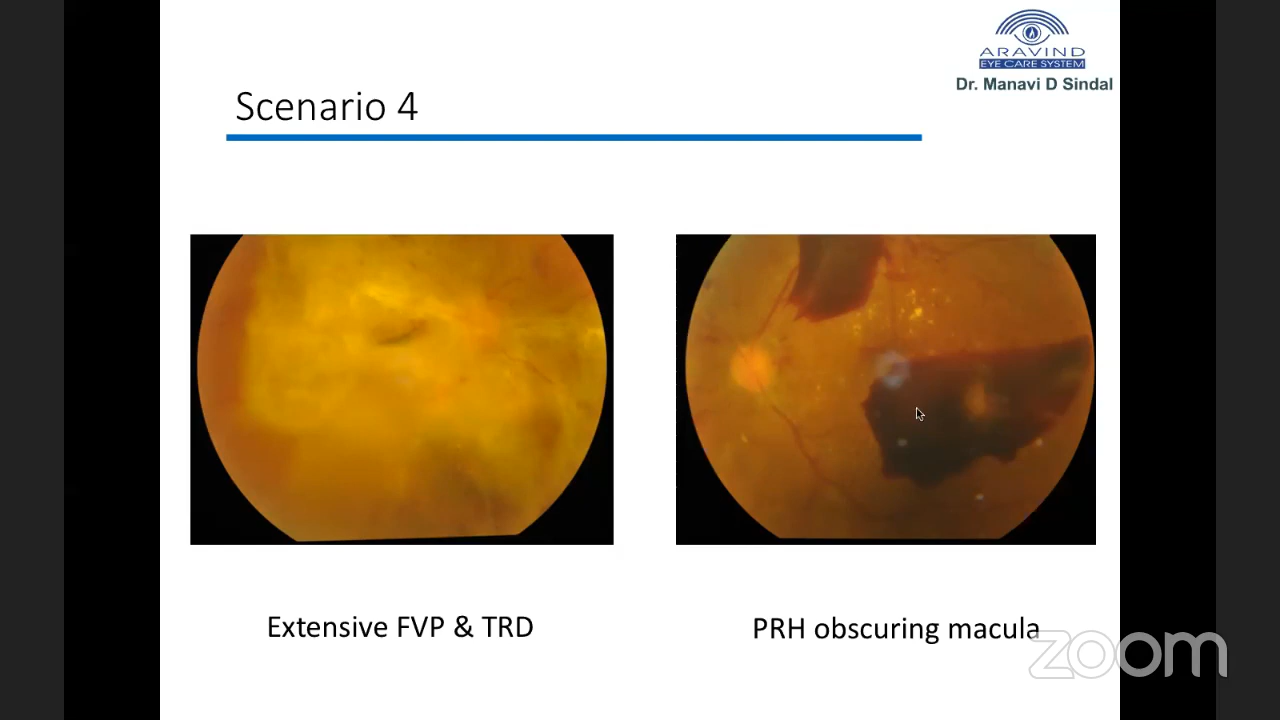 ARAVIND
EYE CARE SYSTEM
Dr. Manavi D Sindal
Scenario 4
Extensive FVP & TRD
PRH obscuring macula
zoom